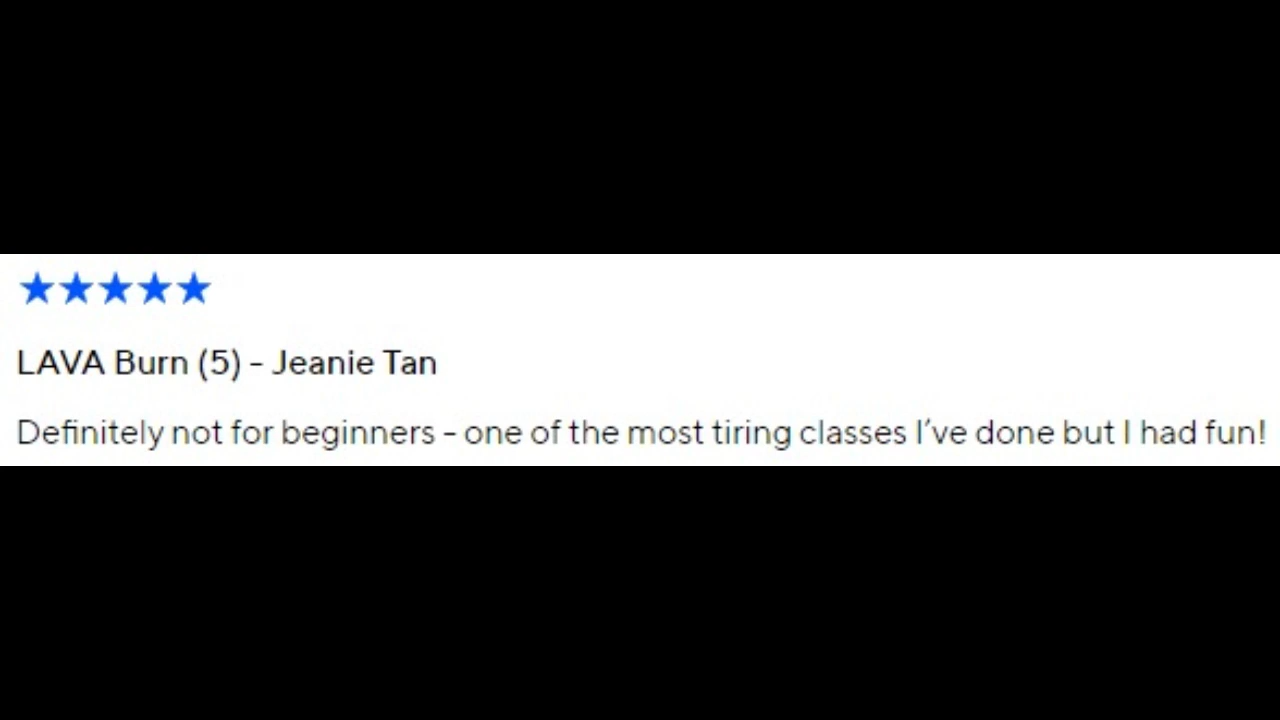 ★★★★★
LAVA Burn (5) - Jeanie Tan
Definitely not for beginners - one of the most tiring classes I've done but I had fun!